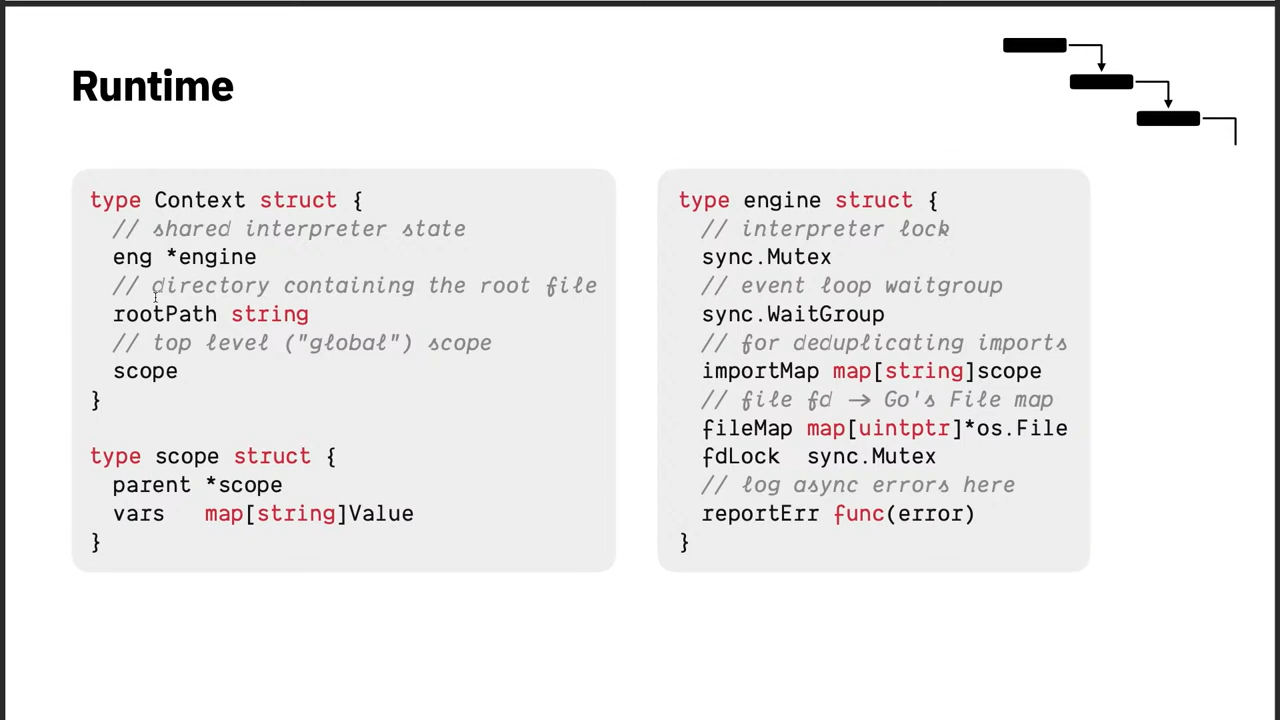 Runtime
type Context struct {
// shared interpreter state
eng *engine
// directory containing the root file
rootPath string
// top level ("global") scope
scope
}
type scope struct {
parent *scope
vars map[string]Value
}
type engine struct {
// interpreter lock
sync.Mutex
// event loop waitgroup
sync.WaitGroup
// for deduplicating imports
importMap map[string]scope
// file fd → Go's File map
fileMap map[uintptr]*os.File
fdLock sync.Mutex
// log async errors here
reportErr func(error)
}